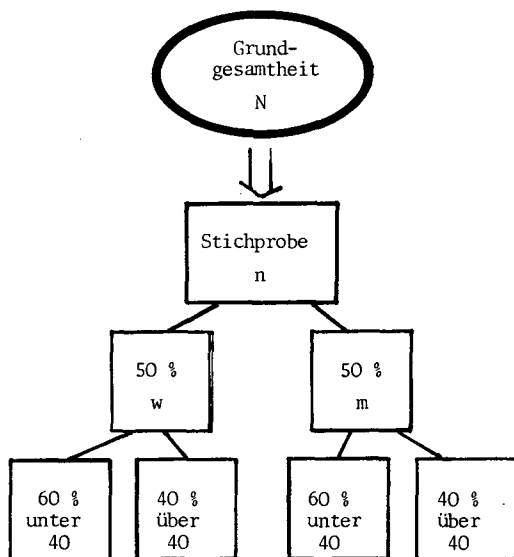 Grund-
gesamtheit
N
Stichprobe
n
50 %
w
50 %
m
60 %
unter
40
40 %
über
40
60 %
unter
40
40 %
über
40